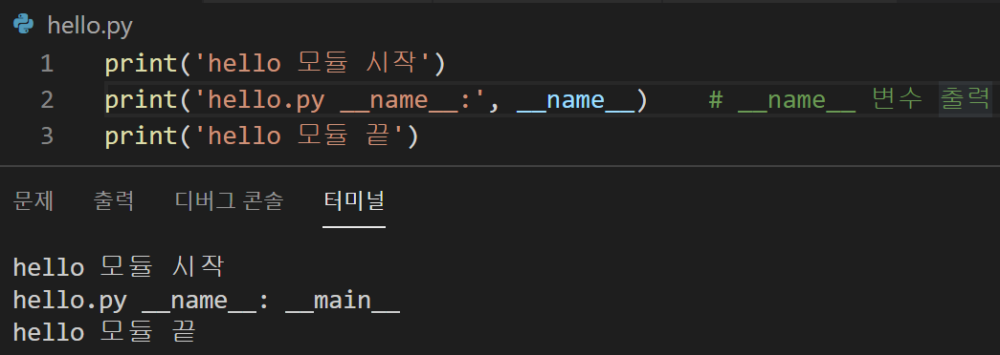 hello.py
1 print('hello 모듈 시작')
2 print('hello.py __name__:', __name__)    # __name__ 변수 출력
3 print('hello 모듈 끝')
문제 출력 디버그 콘솔 터미널
hello 모듈 시작
hello.py __name__: __main__
hello 모듈 끝